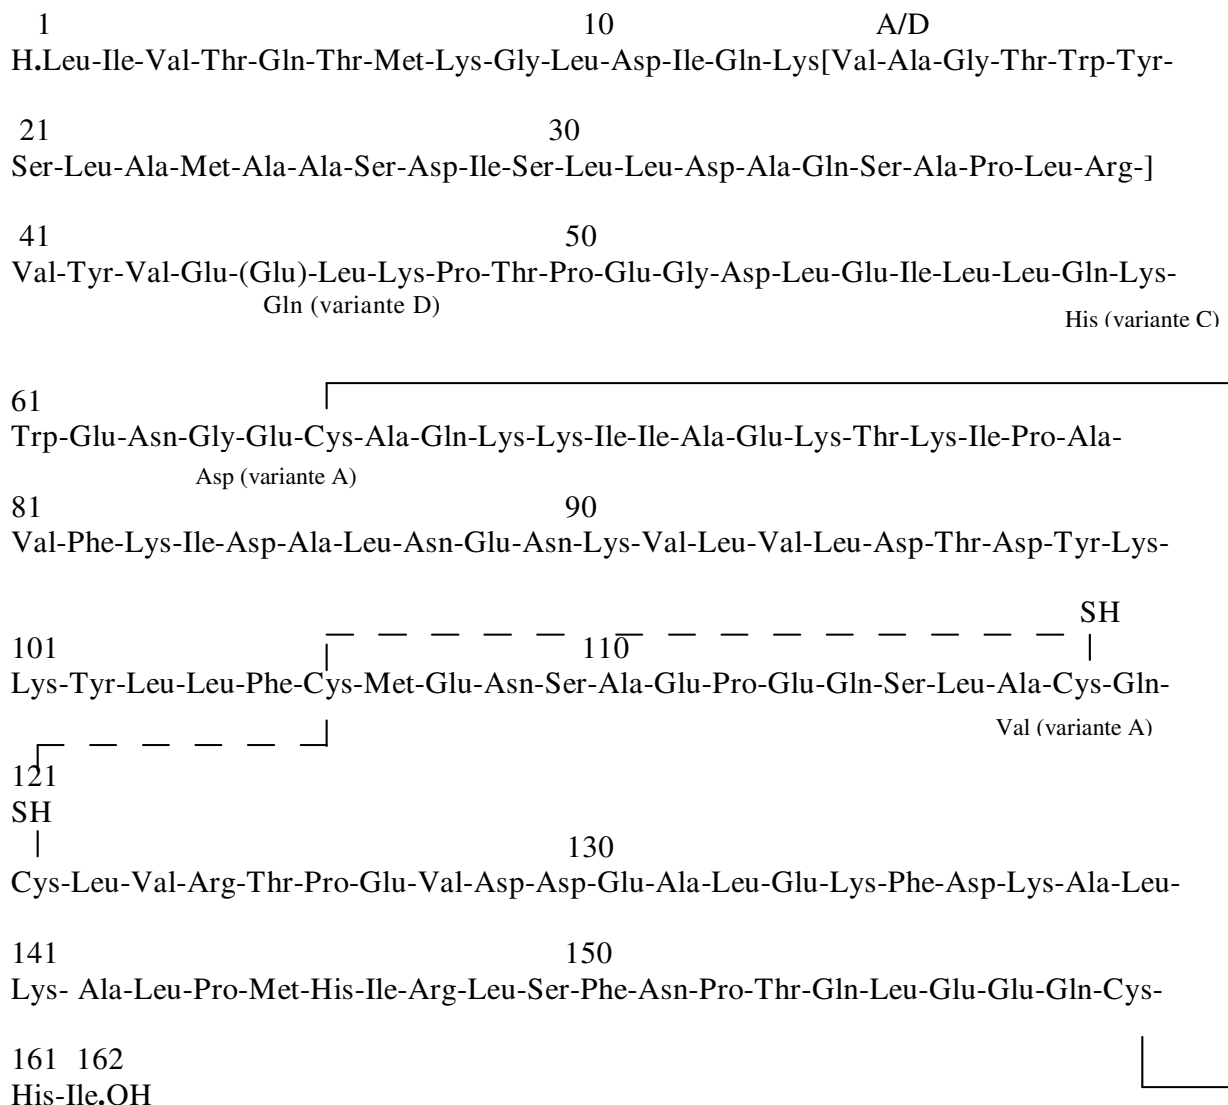 1 10 A/D
H.Leu-Ile-Val-Thr-Gln-Thr-Met-Lys-Gly-Leu-Asp-Ile-Gln-Lys[Val-Ala-Gly-Thr-Trp-Tyr-
21 30
Ser-Leu-Ala-Met-Ala-Ala-Ser-Asp-Ile-Ser-Leu-Leu-Asp-Ala-Gln-Ser-Ala-Pro-Leu-Arg-]
41 50
Val-Tyr-Val-Glu-(Glu)-Leu-Lys-Pro-Thr-Pro-Glu-Gly-Asp-Leu-Glu-Ile-Leu-Leu-Gln-Lys-
Gln (variante D)
His (variante C)
61
Trp-Glu-Asn-Gly-Glu-Cys-Ala-Gln-Lys-Lys-Ile-Ile-Ala-Glu-Lys-Thr-Lys-Ile-Pro-Ala-
Asp (variante A)
81 90
Val-Phe-Lys-Ile-Asp-Ala-Leu-Asn-Glu-Asn-Lys-Val-Leu-Val-Leu-Asp-Thr-Asp-Tyr-Lys-
SH
101 110
Lys-Tyr-Leu-Leu-Phe-Cys-Met-Glu-Asn-Ser-Ala-Glu-Pro-Glu-Gln-Ser-Leu-Ala-Cys-Gln-
Val (variante A)
121
SH
130
Cys-Leu-Val-Arg-Thr-Pro-Glu-Val-Asp-Asp-Glu-Ala-Leu-Glu-Lys-Phe-Asp-Lys-Ala-Leu-
141 150
Lys- Ala-Leu-Pro-Met-His-Ile-Arg-Leu-Ser-Phe-Asn-Pro-Thr-Gln-Leu-Glu-Glu-Gln-Cys-
161 162
His-Ile.OH